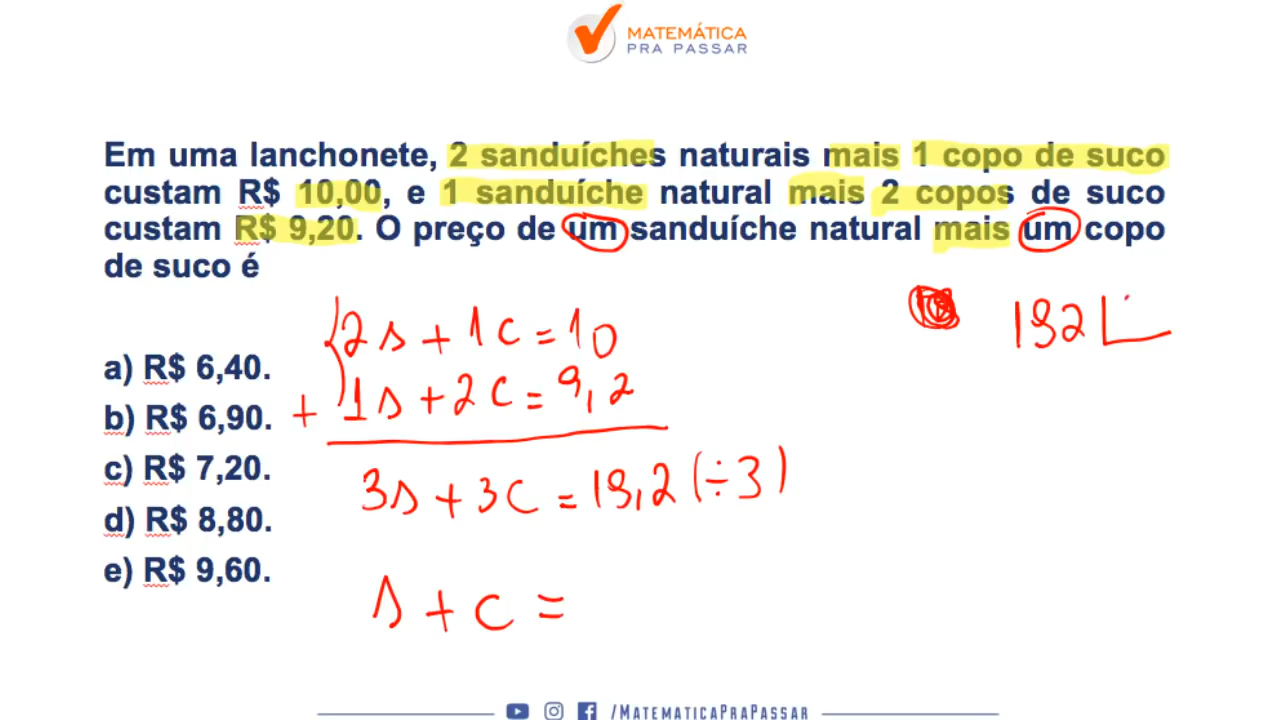 MATEMÁTICA
PRA PASSAR
Em uma lanchonete, 2 sanduíches naturais mais 1 copo de suco
custam R$ 10,00, e 1 sanduíche natural mais 2 copos de suco
custam R$ 9,20. O preço de um sanduíche natural mais um copo
de suco é
a) R$ 6,40.
b) R$ 6,90.
c) R$ 7,20.
d) R$ 8,80.
e) R$ 9,60.
2s + 1c = 10
+ 1s + 2c = 9,2
3s + 3c = 19,2 (÷3)
s + c =
192
/MATEMATICAPRAPASSAR